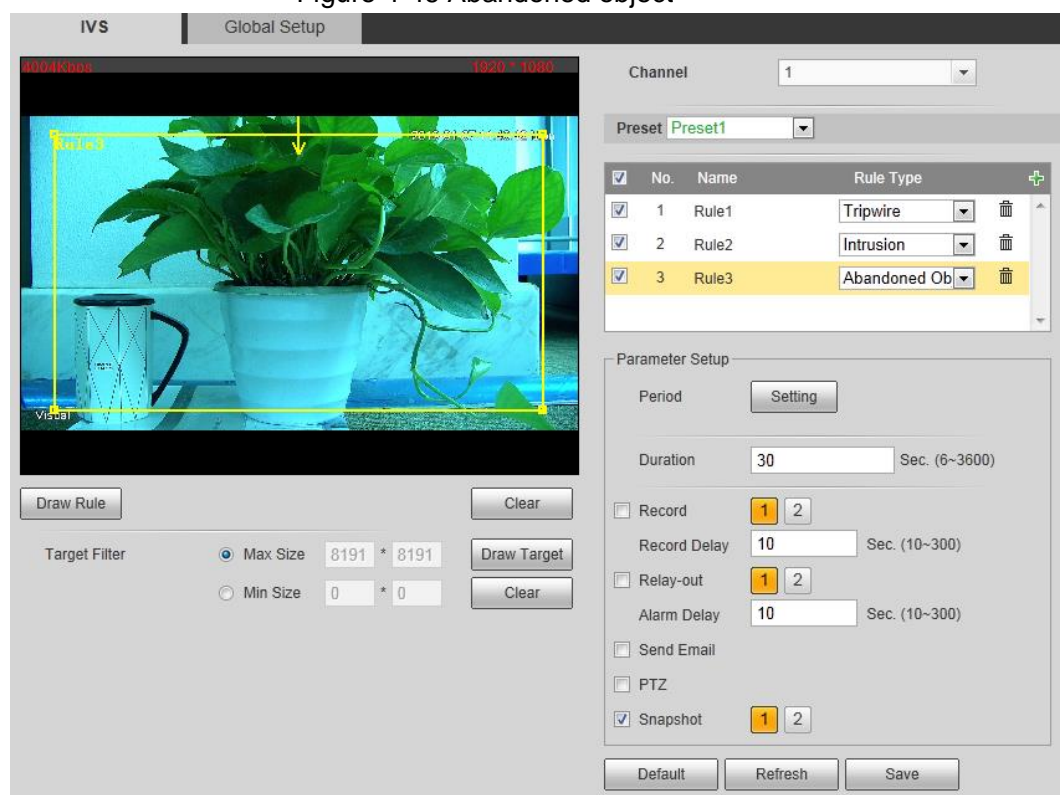 Figure 4-43 Abandoned object
IVS
Global Setup
4004Kbps
1920 * 1080
Rule3
Visual
Draw Rule
Clear
Target Filter
Max Size 8191 * 8191
Draw Target
Min Size 0 * 0
Clear
Channel 1
Preset Preset1
No. Name Rule Type
1 Rule1 Tripwire
2 Rule2 Intrusion
3 Rule3 Abandoned Ob
Parameter Setup
Period Setting
Duration 30 Sec. (6~3600)
Record 1 2
Record Delay 10 Sec. (10~300)
Relay-out 1 2
Alarm Delay 10 Sec. (10~300)
Send Email
PTZ
Snapshot 1 2
Default Refresh Save